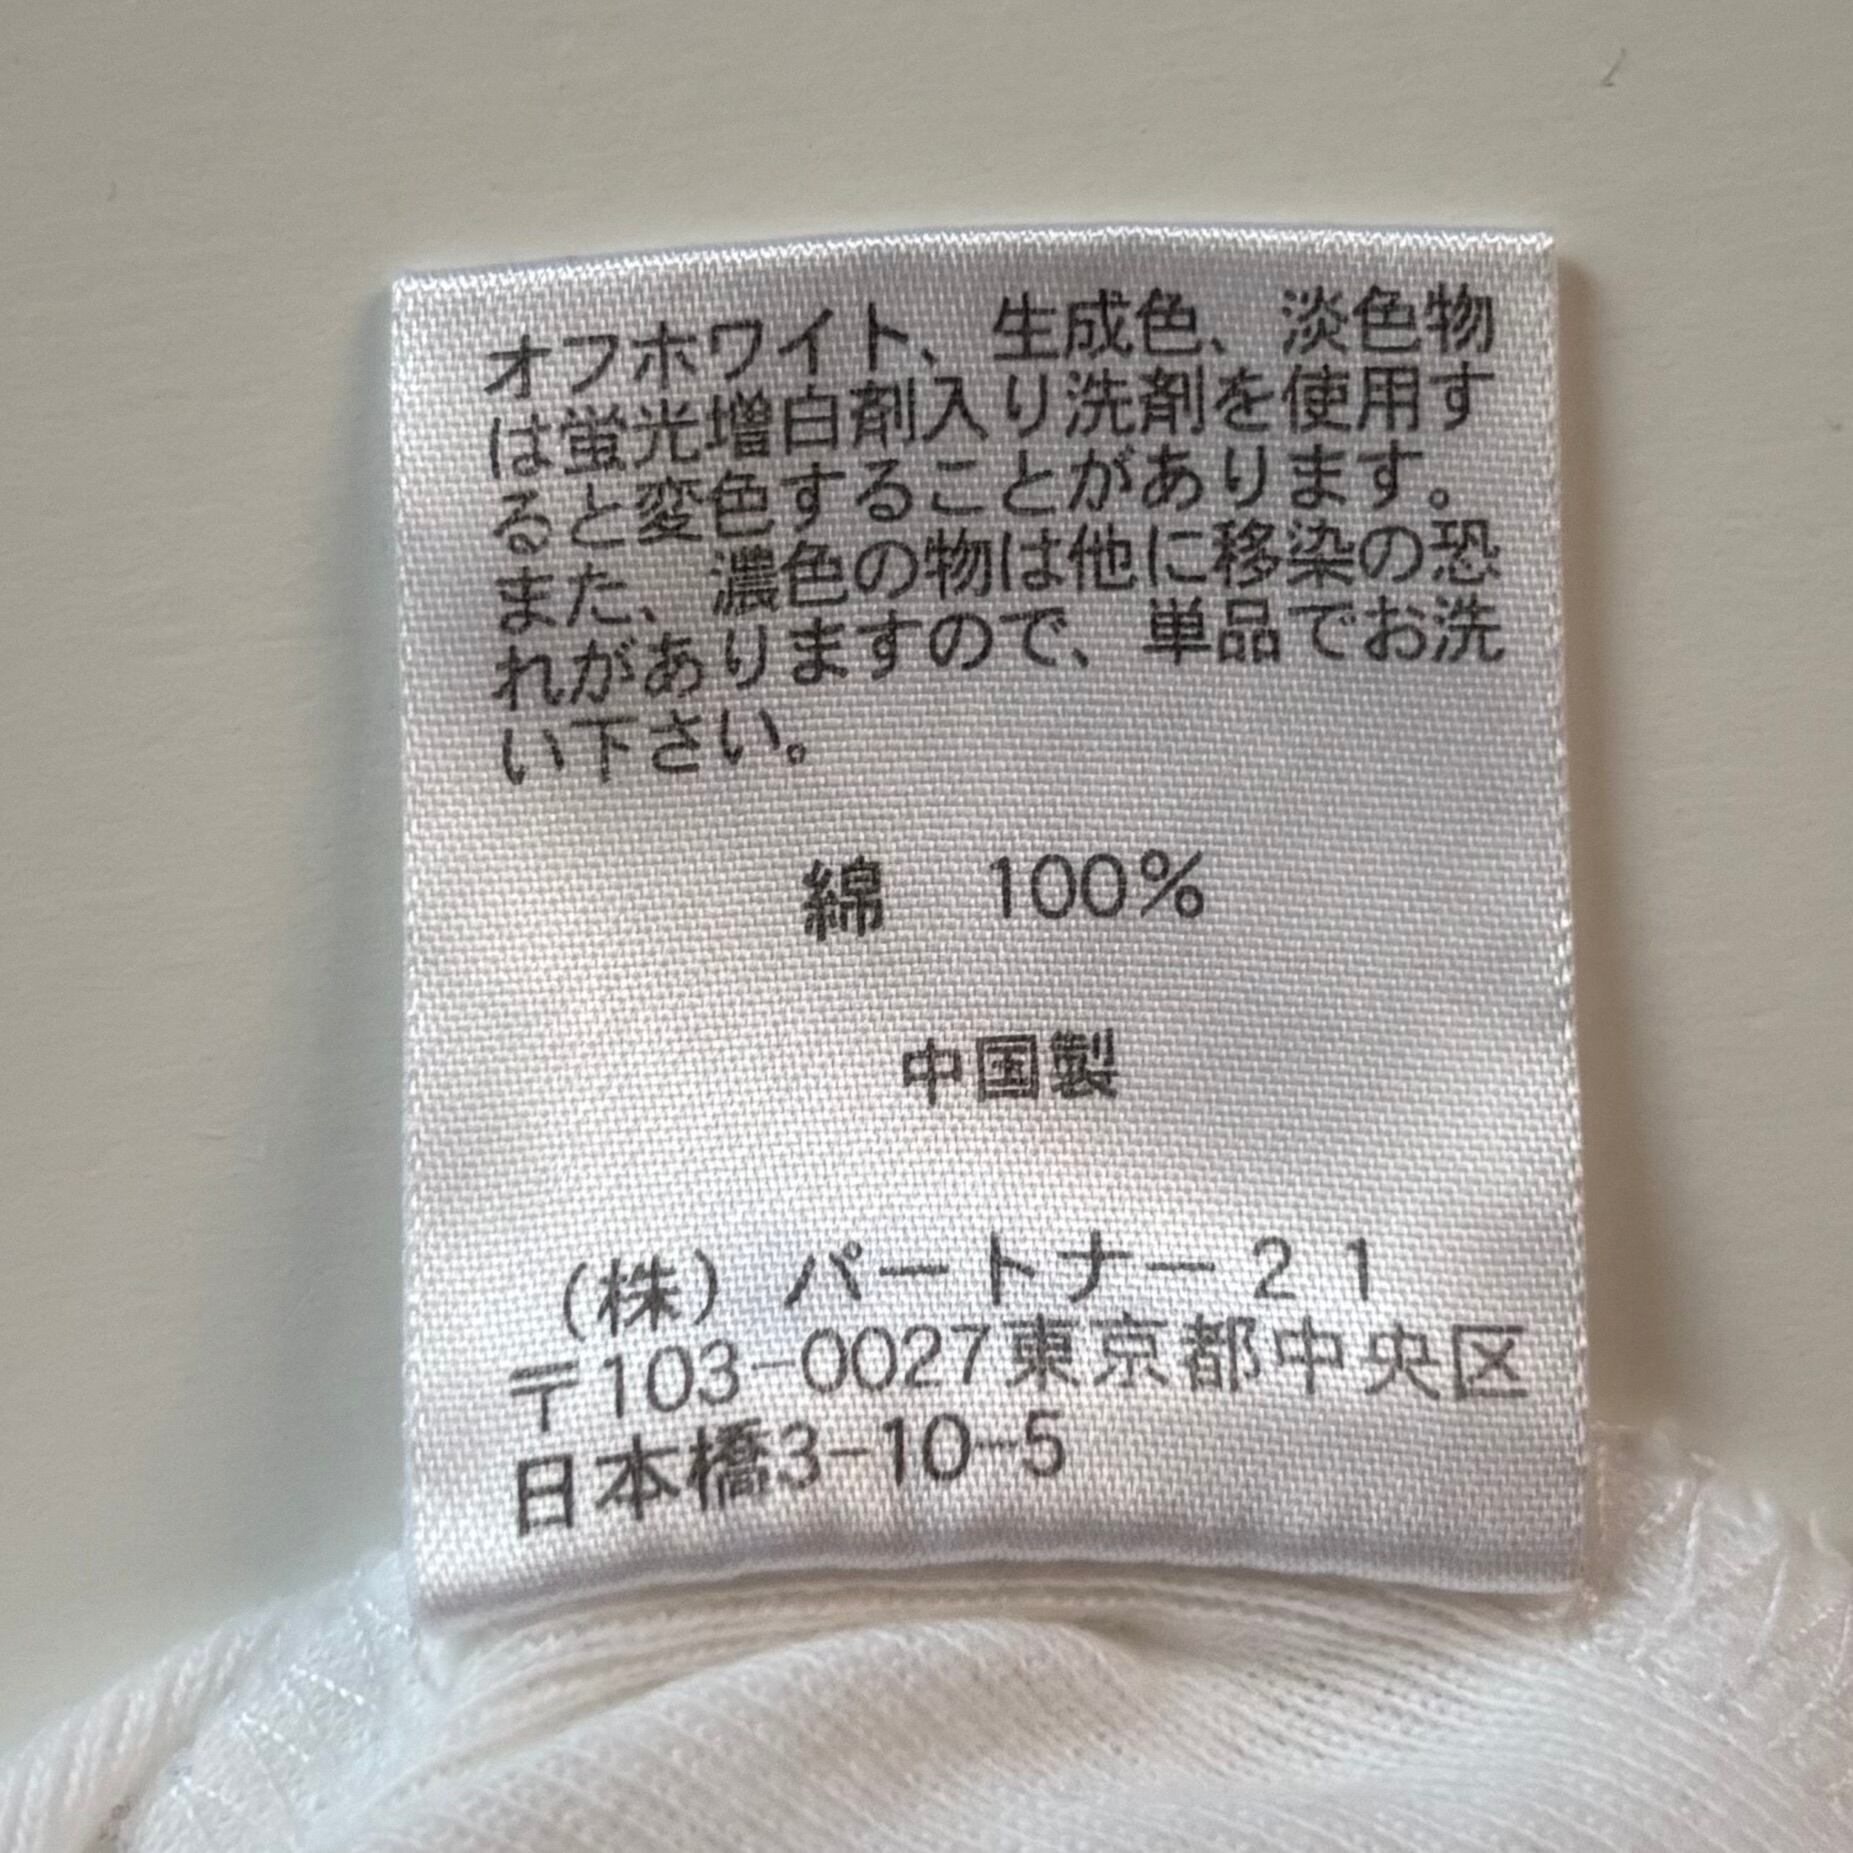 オフホワイト、生成色、淡色物
は蛍光増白剤入り洗剤を使用す
ると変色することがあります。
また、濃色の物は他に移染の恐
れがありますので、単品でお洗
い下さい。
綿　100%
中国製
（株）パートナー２１
〒103-0027東京都中央区
日本橋3-10-5